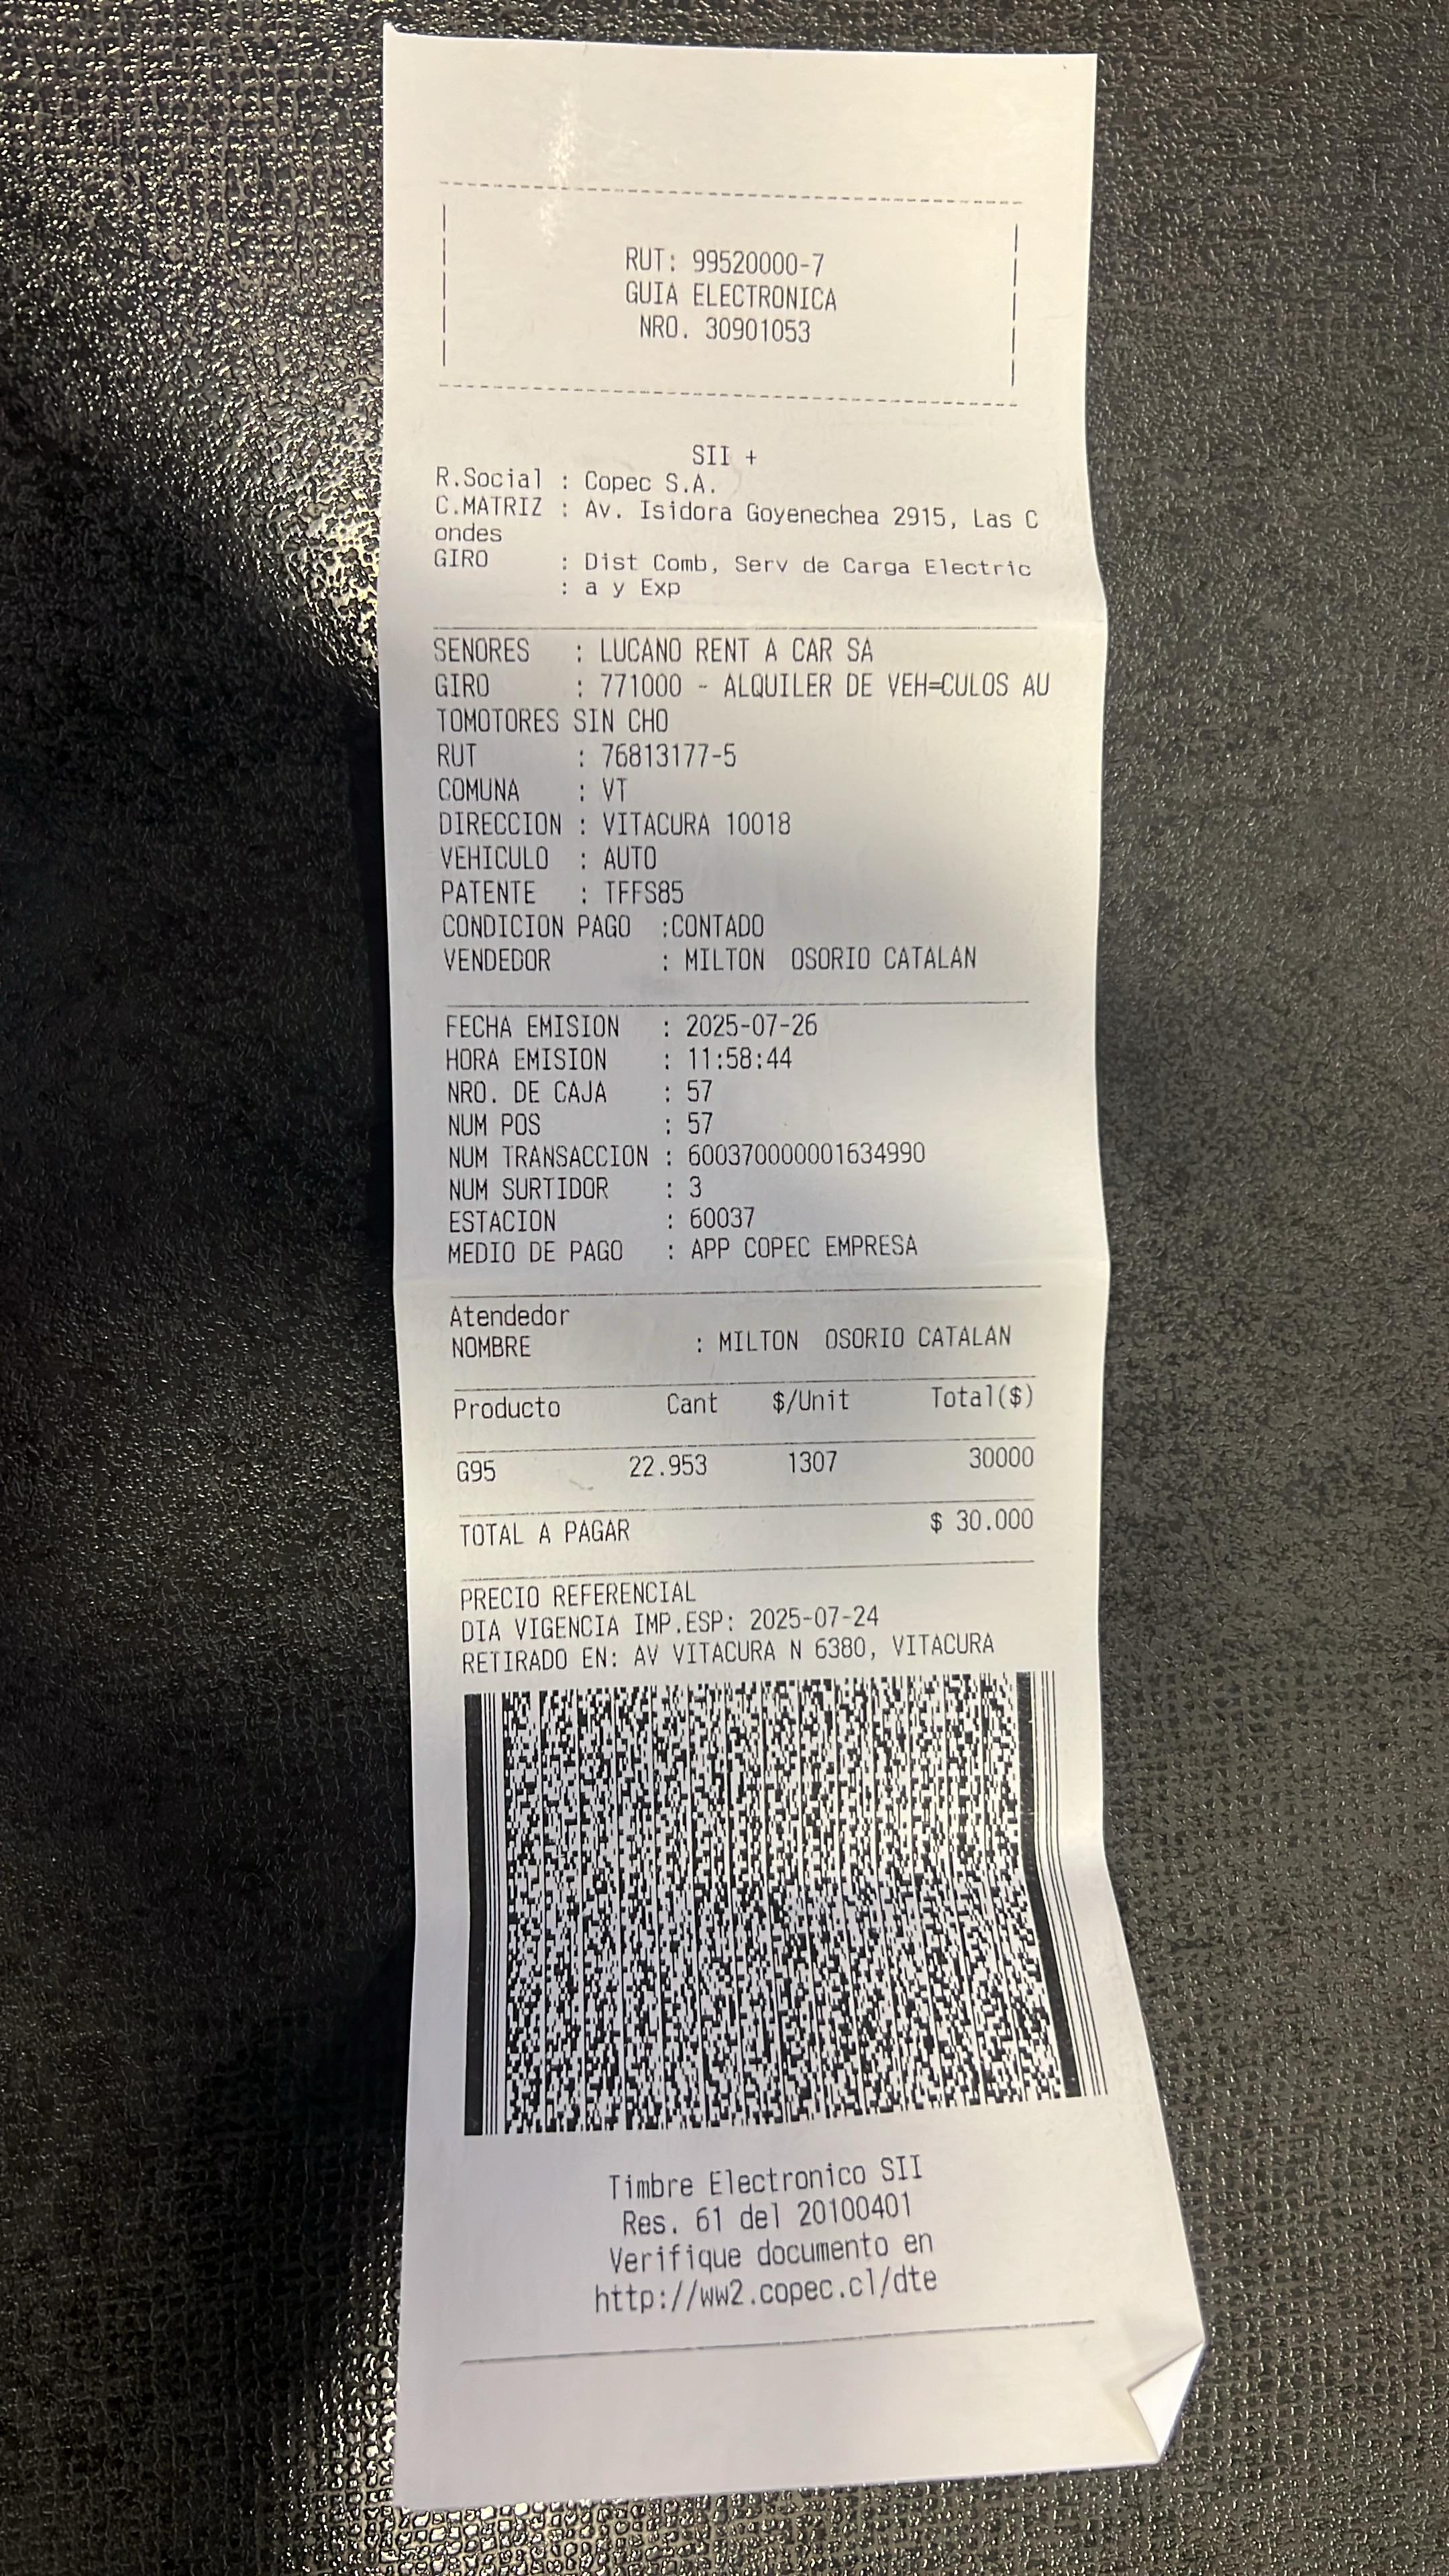 RUT: 99520000-7
GUIA ELECTRONICA
NRO. 30901053
SII +
R.Social : Copec S.A.
C.MATRIZ : Av. Isidora Goyenechea 2915, Las C
ondes
GIRO : Dist Comb, Serv de Carga Electric
: a y Exp
SENORES : LUCANO RENT A CAR SA
GIRO : 771000 - ALQUILER DE VEH=CULOS AU
TOMOTORES SIN CHO
RUT : 76813177-5
COMUNA : VT
DIRECCION : VITACURA 10018
VEHICULO : AUTO
PATENTE : TFFS85
CONDICION PAGO :CONTADO
VENDEDOR : MILTON OSORIO CATALAN
FECHA EMISION : 2025-07-26
HORA EMISION : 11:58:44
NRO. DE CAJA : 57
NUM POS : 57
NUM TRANSACCION : 600370000001634990
NUM SURTIDOR : 3
ESTACION : 60037
MEDIO DE PAGO : APP COPEC EMPRESA
Atendedor
NOMBRE : MILTON OSORIO CATALAN
Producto Cant $/Unit Total($)
G95 22.953 1307 30000
TOTAL A PAGAR $ 30.000
PRECIO REFERENCIAL
DIA VIGENCIA IMP.ESP: 2025-07-24
RETIRADO EN: AV VITACURA N 6380, VITACURA
Timbre Electronico SII
Res. 61 del 20100401
Verifique documento en
http://ww2.copec.cl/dte